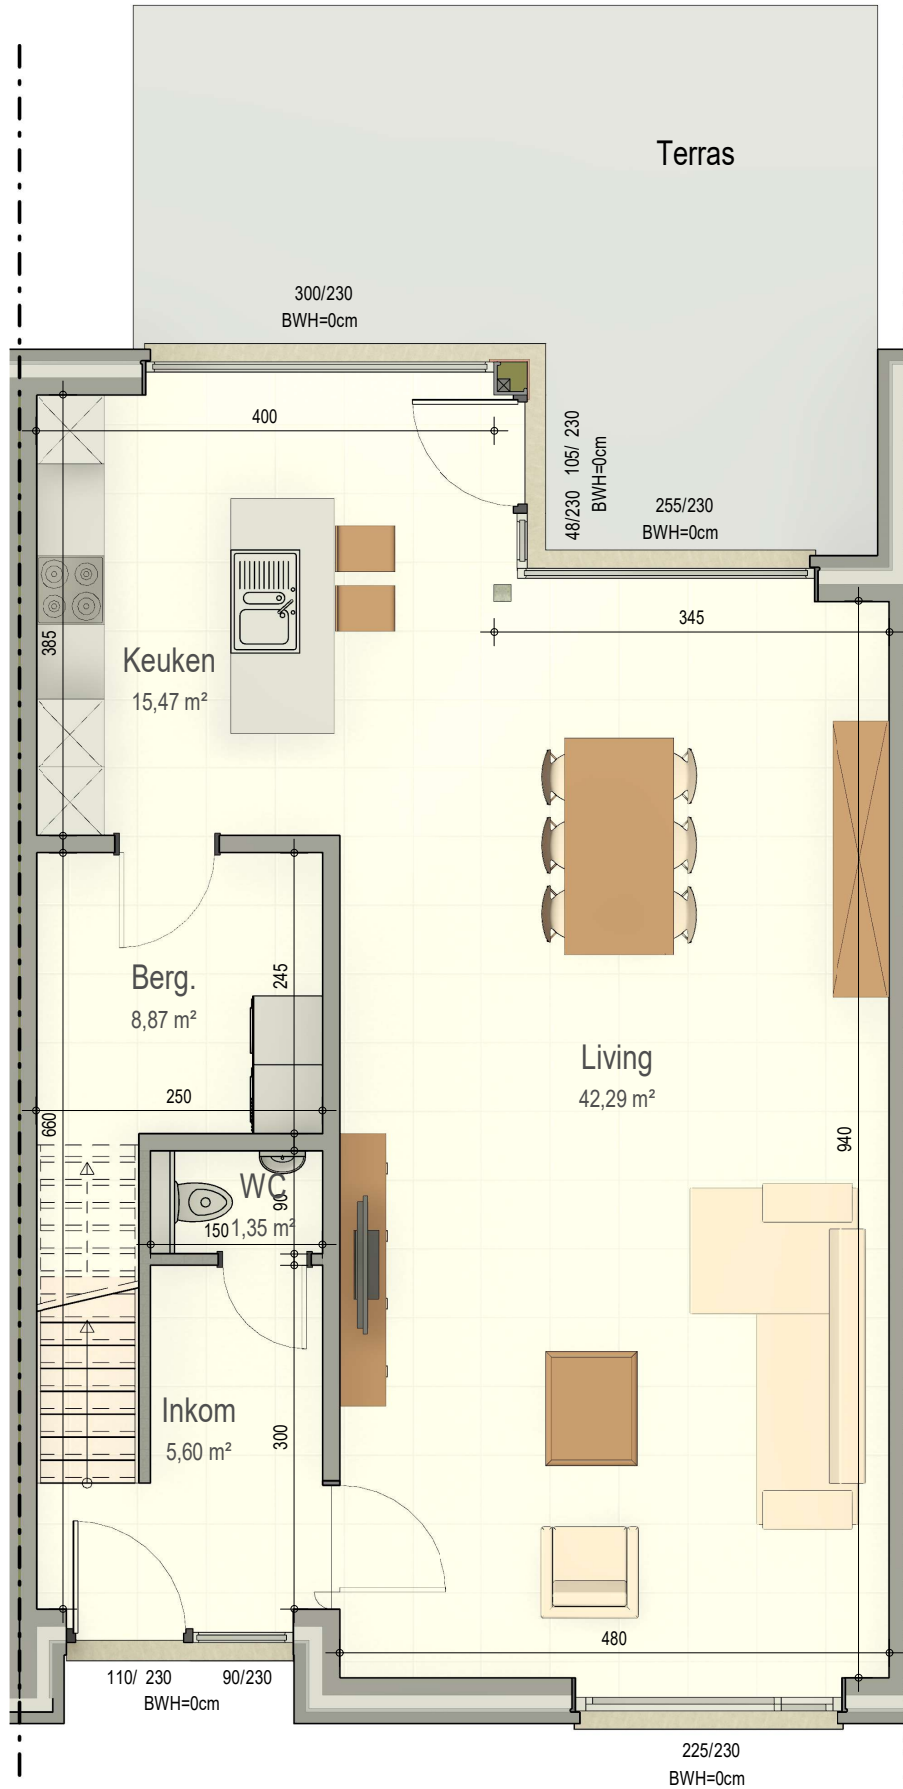 Terras
300/230
BWH=0cm
400
48/230 105/ 230
BWH=0cm
255/230
BWH=0cm
345
385
Keuken
15,47 m²
Berg.
8,87 m²
245
250
660
Living
42,29 m²
940
WC
1,35 m²
90
150
Inkom
5,60 m²
300
480
110/ 230
90/230
BWH=0cm
225/230
BWH=0cm